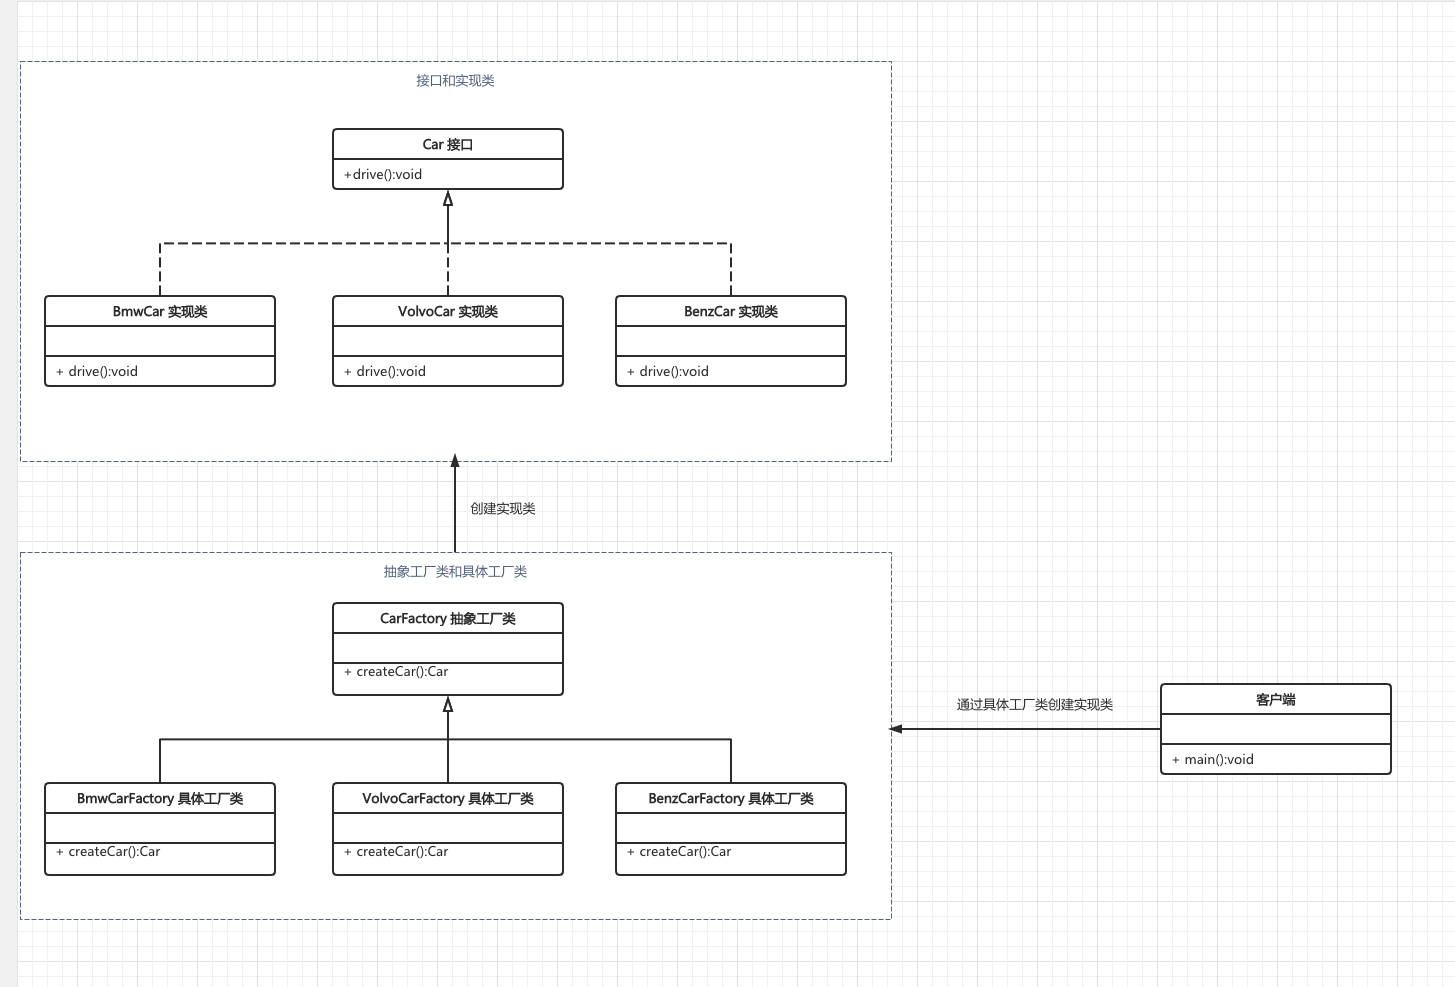 接口和实现类
Car 接口
+drive():void
BmwCar 实现类
+ drive():void
VolvoCar 实现类
+ drive():void
BenzCar 实现类
+ drive():void
创建实现类
抽象工厂类和具体工厂类
CarFactory 抽象工厂类
+ createCar():Car
BmwCarFactory 具体工厂类
+ createCar():Car
VolvoCarFactory 具体工厂类
+ createCar():Car
BenzCarFactory 具体工厂类
+ createCar():Car
通过具体工厂类创建实现类
客户端
+ main():void